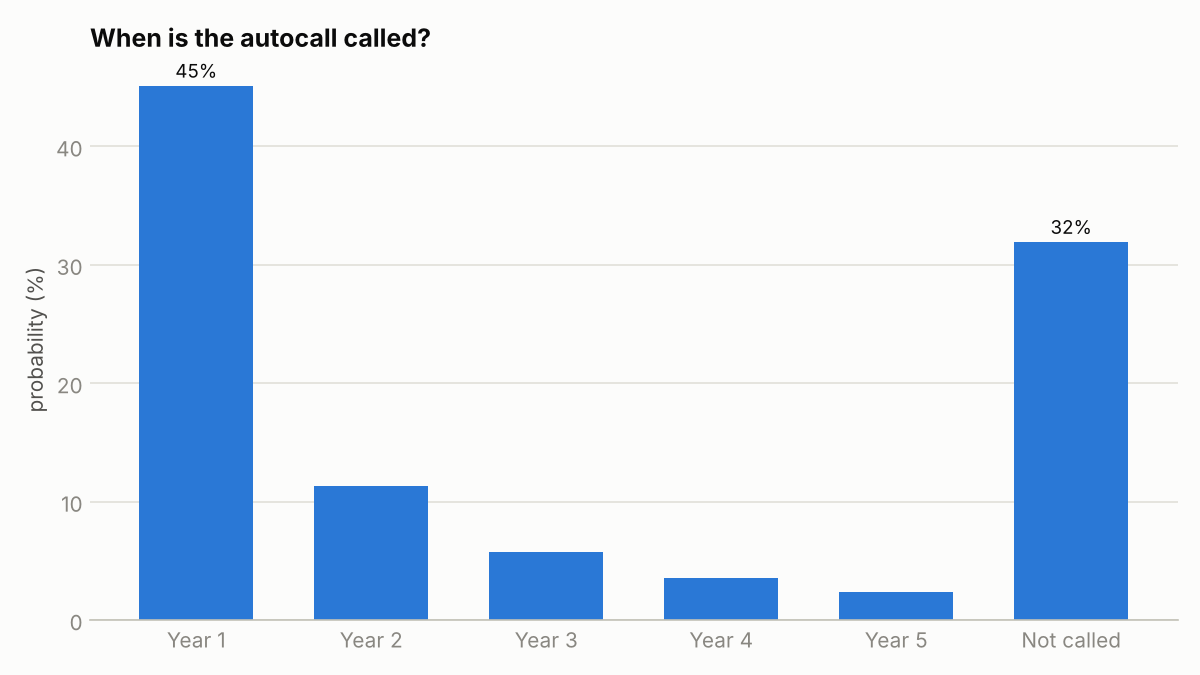 When is the autocall called?
45%
40
32%
30
probability (%)
20
10
0
Year 1
Year 2
Year 3
Year 4
Year 5
Not called